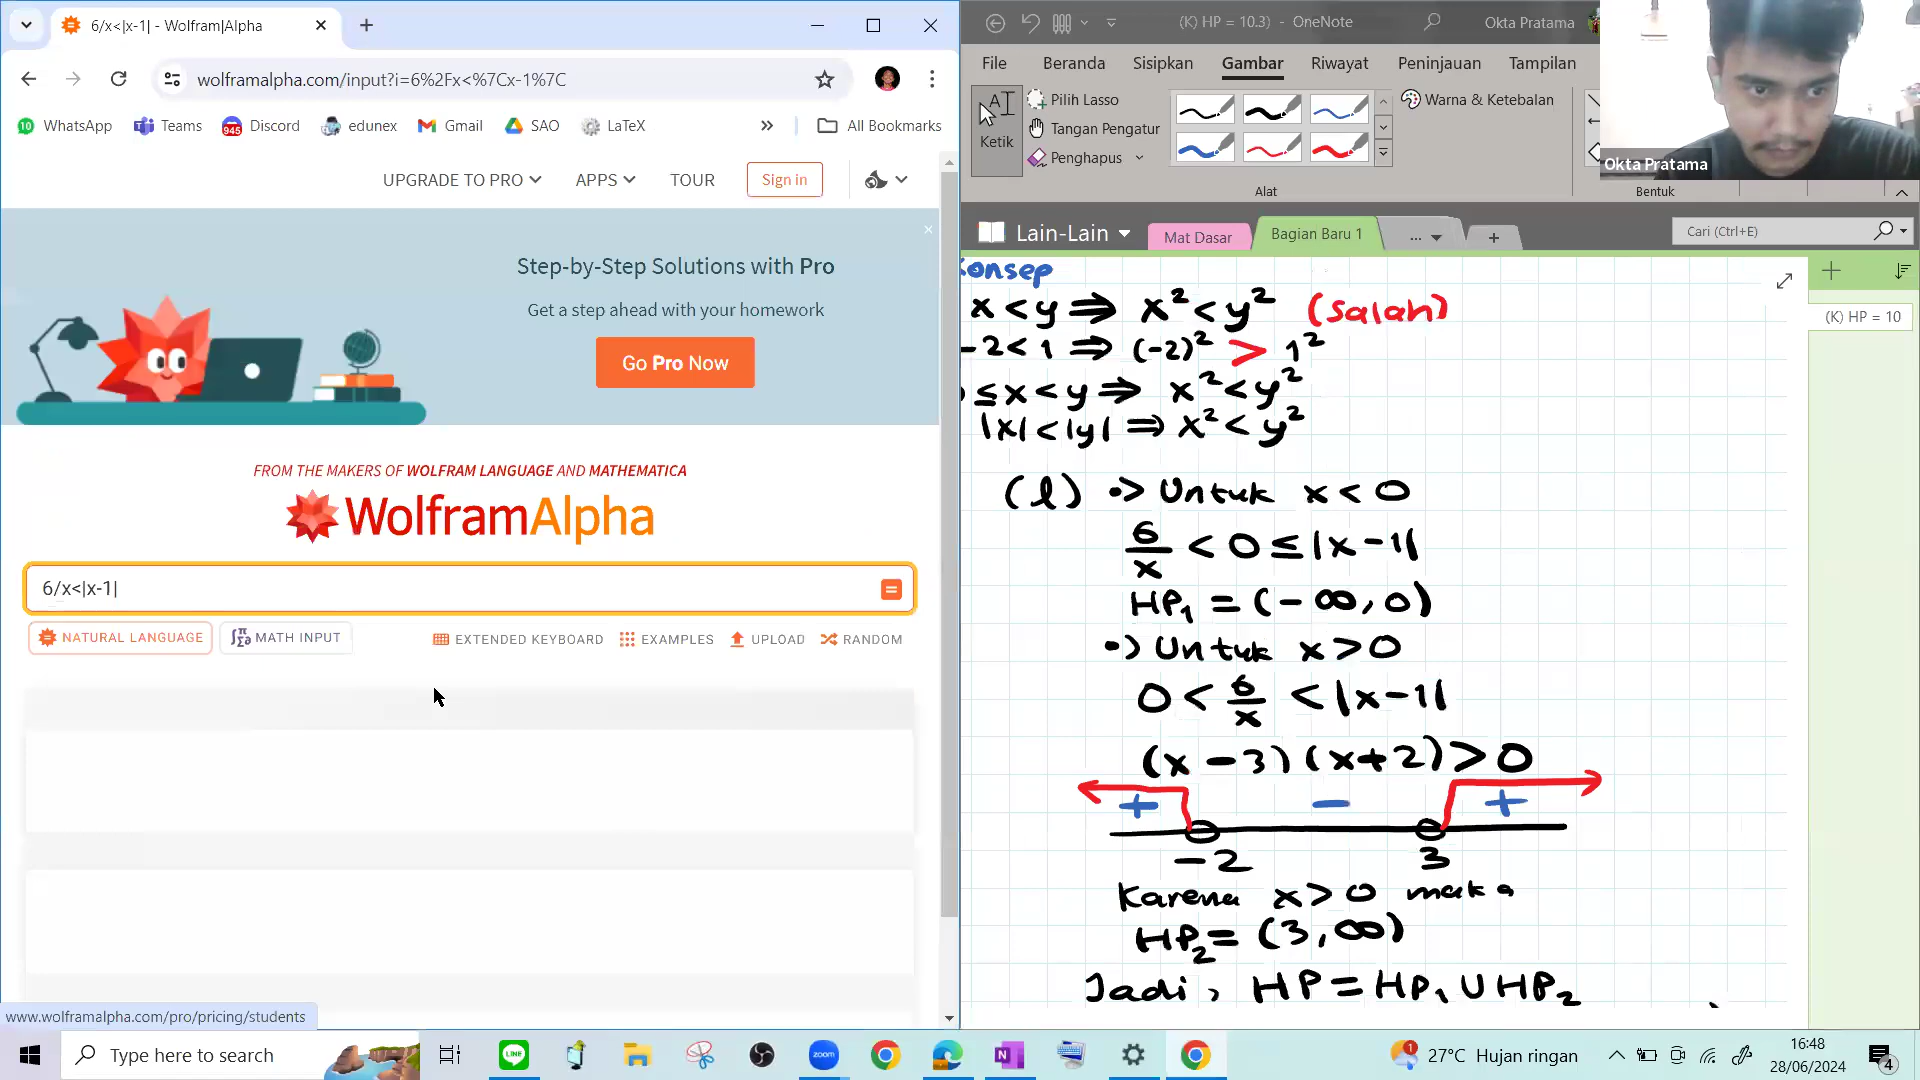 6/x<|x-1| - Wolfram|Alpha
wolframalpha.com/input?i=6%2Fx<%7Cx-1%7C
WhatsApp Teams Discord edunex Gmail SAO LaTeX » All Bookmarks
UPGRADE TO PRO APPS TOUR Sign in
Step-by-Step Solutions with Pro
Get a step ahead with your homework
Go Pro Now
FROM THE MAKERS OF WOLFRAM LANGUAGE AND MATHEMATICA
WolframAlpha
6/x<|x-1|
NATURAL LANGUAGE MATH INPUT EXTENDED KEYBOARD EXAMPLES UPLOAD RANDOM
www.wolframalpha.com/pro/pricing/students
(K) HP = 10.3) - OneNote Okta Pratama
File Beranda Sisipkan Gambar Riwayat Peninjauan Tampilan
Ketik
Pilih Lasso
Tangan Pengatur
Penghapus
Warna & Ketebalan
Alat Bentuk
Okta Pratama
Lain-Lain Mat Dasar Bagian Baru 1 ... + Cari (Ctrl+E)
(K) HP = 10
Konsep
x < y ⇒ x² < y² (Salah)
-2 < 1 ⇒ (-2)² > 1²
≤ x < y ⇒ x² < y²
|x| < |y| ⇒ x² < y²
(l) •> Untuk x < 0
6/x < 0 ≤ |x-1|
HP₁ = (-∞, 0)
•) Untuk x > 0
0 < 6/x < |x-1|
(x-3)(x+2) > 0
+ - +
-2 3
Karena x > 0 maka
HP₂ = (3, ∞)
Jadi, HP = HP₁ ∪ HP₂
Type here to search LINE zoom 27°C Hujan ringan 16:48
28/06/2024 4